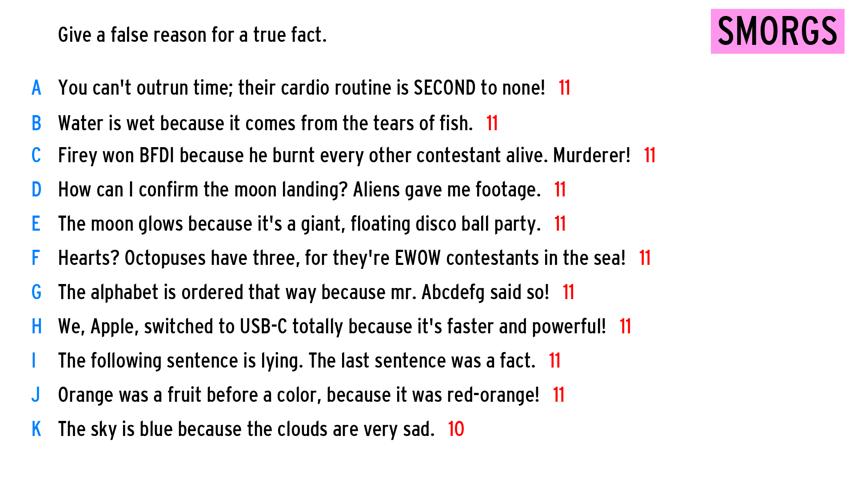 Give a false reason for a true fact.
SMORGS
A You can't outrun time; their cardio routine is SECOND to none! 11
B Water is wet because it comes from the tears of fish. 11
C Firey won BFDI because he burnt every other contestant alive. Murderer! 11
D How can I confirm the moon landing? Aliens gave me footage. 11
E The moon glows because it's a giant, floating disco ball party. 11
F Hearts? Octopuses have three, for they're EWOW contestants in the sea! 11
G The alphabet is ordered that way because mr. Abcdefg said so! 11
H We, Apple, switched to USB-C totally because it's faster and powerful! 11
I The following sentence is lying. The last sentence was a fact. 11
J Orange was a fruit before a color, because it was red-orange! 11
K The sky is blue because the clouds are very sad. 10